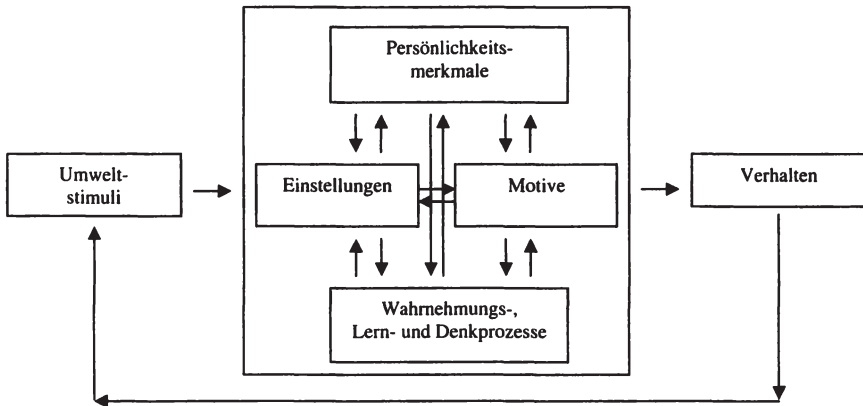 Persönlichkeits-
merkmale
Umwelt-
stimuli
Einstellungen
Motive
Verhalten
Wahrnehmungs-,
Lern- und Denkprozesse